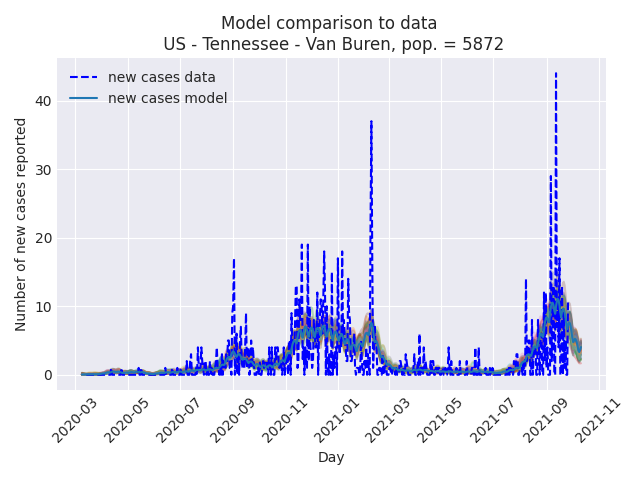 Model comparison to data
US - Tennessee - Van Buren, pop. = 5872
new cases data
new cases model
Number of new cases reported
40
30
20
10
0
2020-03
2020-05
2020-07
2020-09
2020-11
2021-01
2021-03
2021-05
2021-07
2021-09
2021-11
Day